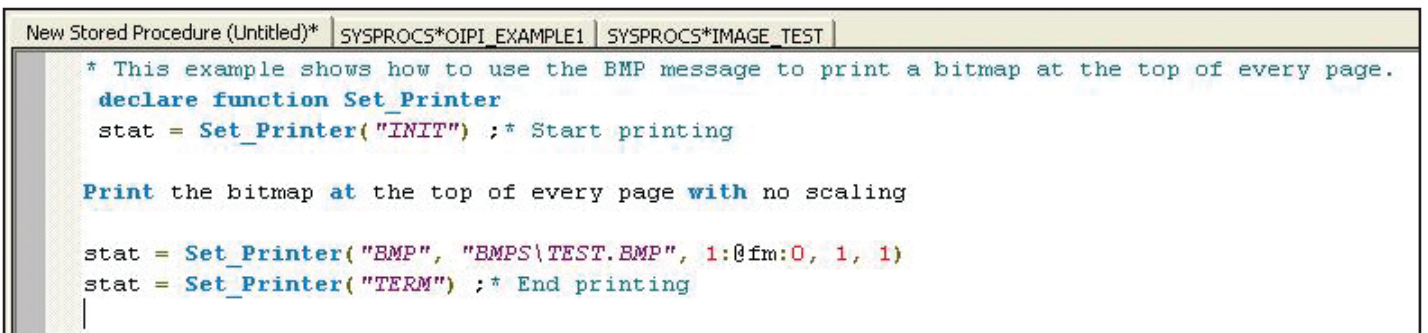 New Stored Procedure (Untitled)* SYSPROCS*OIPI_EXAMPLE1 SYSPROCS*IMAGE_TEST
* This example shows how to use the BMP message to print a bitmap at the top of every page.
declare function Set_Printer
stat = Set_Printer("INIT") ;* Start printing
Print the bitmap at the top of every page with no scaling
stat = Set_Printer("BMP", "BMPS\TEST.BMP", 1:@fm:0, 1, 1)
stat = Set_Printer("TERM") ;* End printing